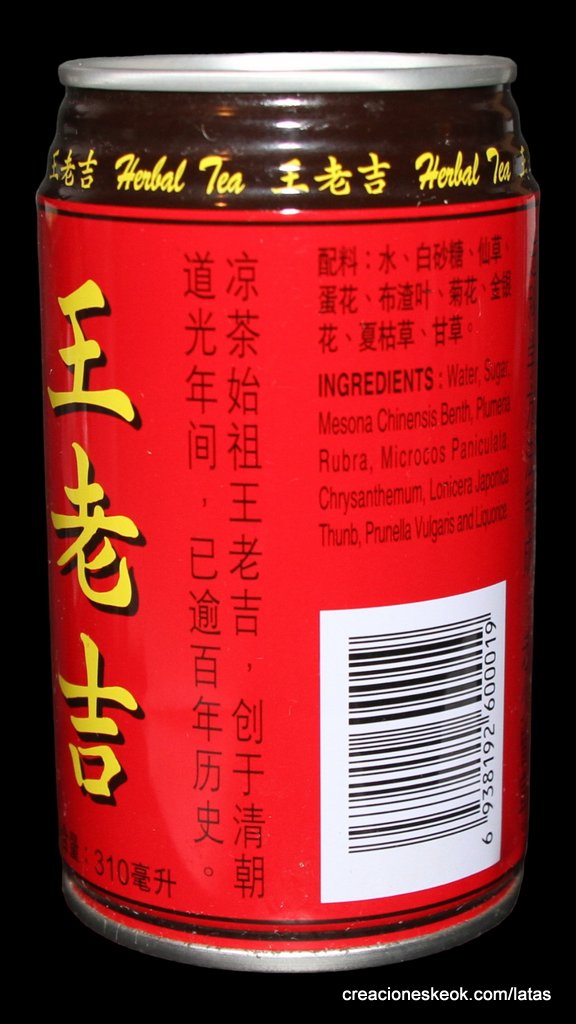 王老吉 Herbal Tea 王老吉 Herbal Tea
王老吉
凉茶始祖王老吉，创于清朝
道光年间，已逾百年历史。
310毫升
配料：水、白砂糖、仙草、
蛋花、布渣叶、菊花、金银
花、夏枯草、甘草。
INGREDIENTS : Water, Sugar,
Mesona Chinensis Benth, Plumeria
Rubra, Microcos Paniculata,
Chrysanthemum, Lonicera Japonica
Thunb, Prunella Vulgaris and Liquorice.
6 938192 600019
creacioneskeok.com/latas